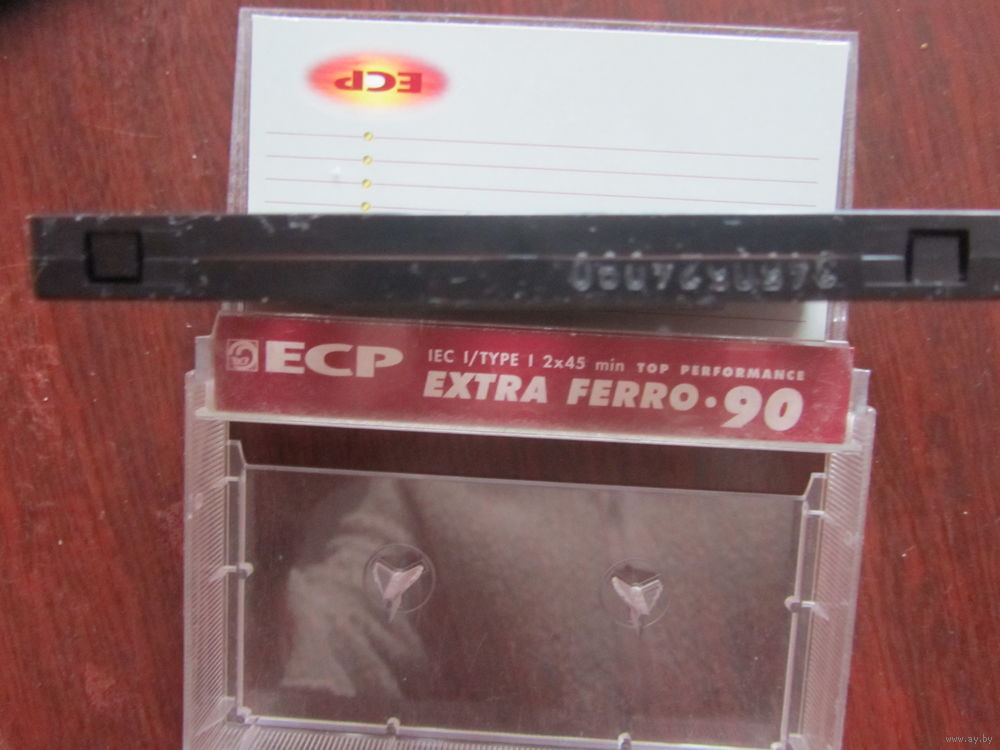 ECP
ECP IEC I/TYPE I 2x45 min TOP PERFORMANCE
EXTRA FERRO·90
www.ay.by